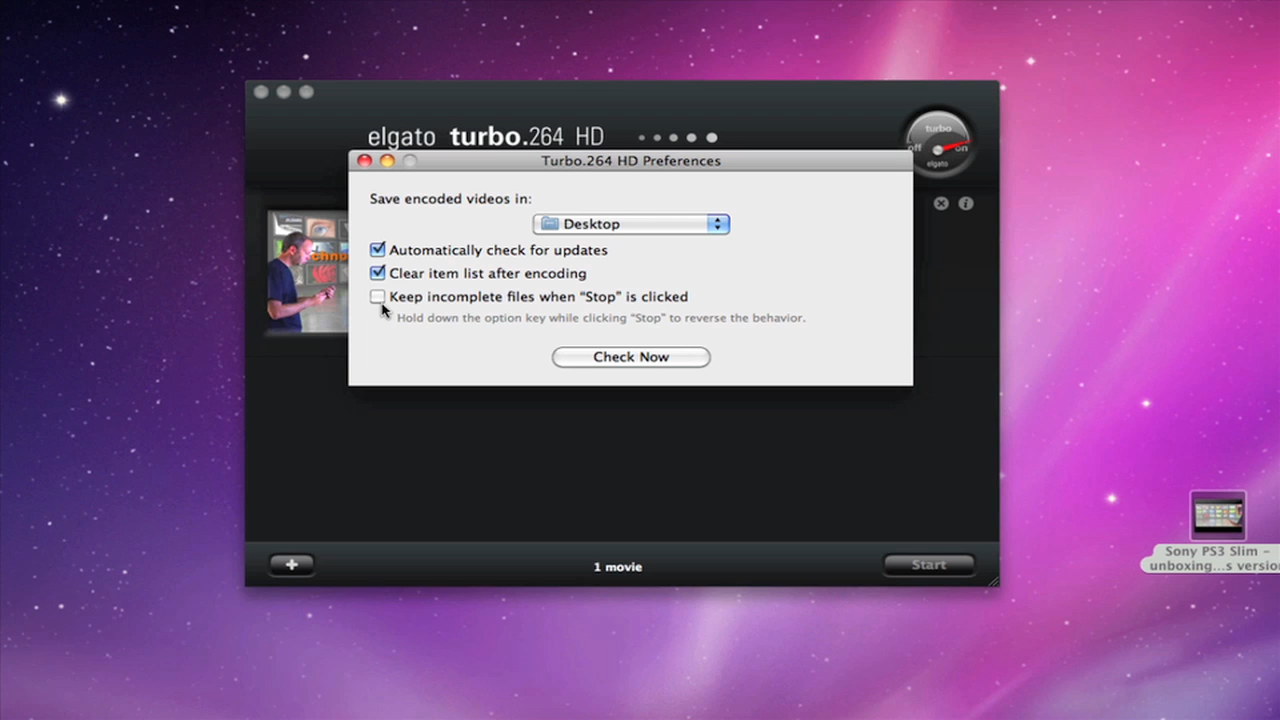 elgato turbo.264 HD
turbo
off
on
elgato
Turbo.264 HD Preferences
Save encoded videos in:
Desktop
Automatically check for updates
Clear item list after encoding
Keep incomplete files when “Stop” is clicked
Hold down the option key while clicking “Stop” to reverse the behavior.
Check Now
1 movie
Start
Sony PS3 Slim –
unboxing...s versio